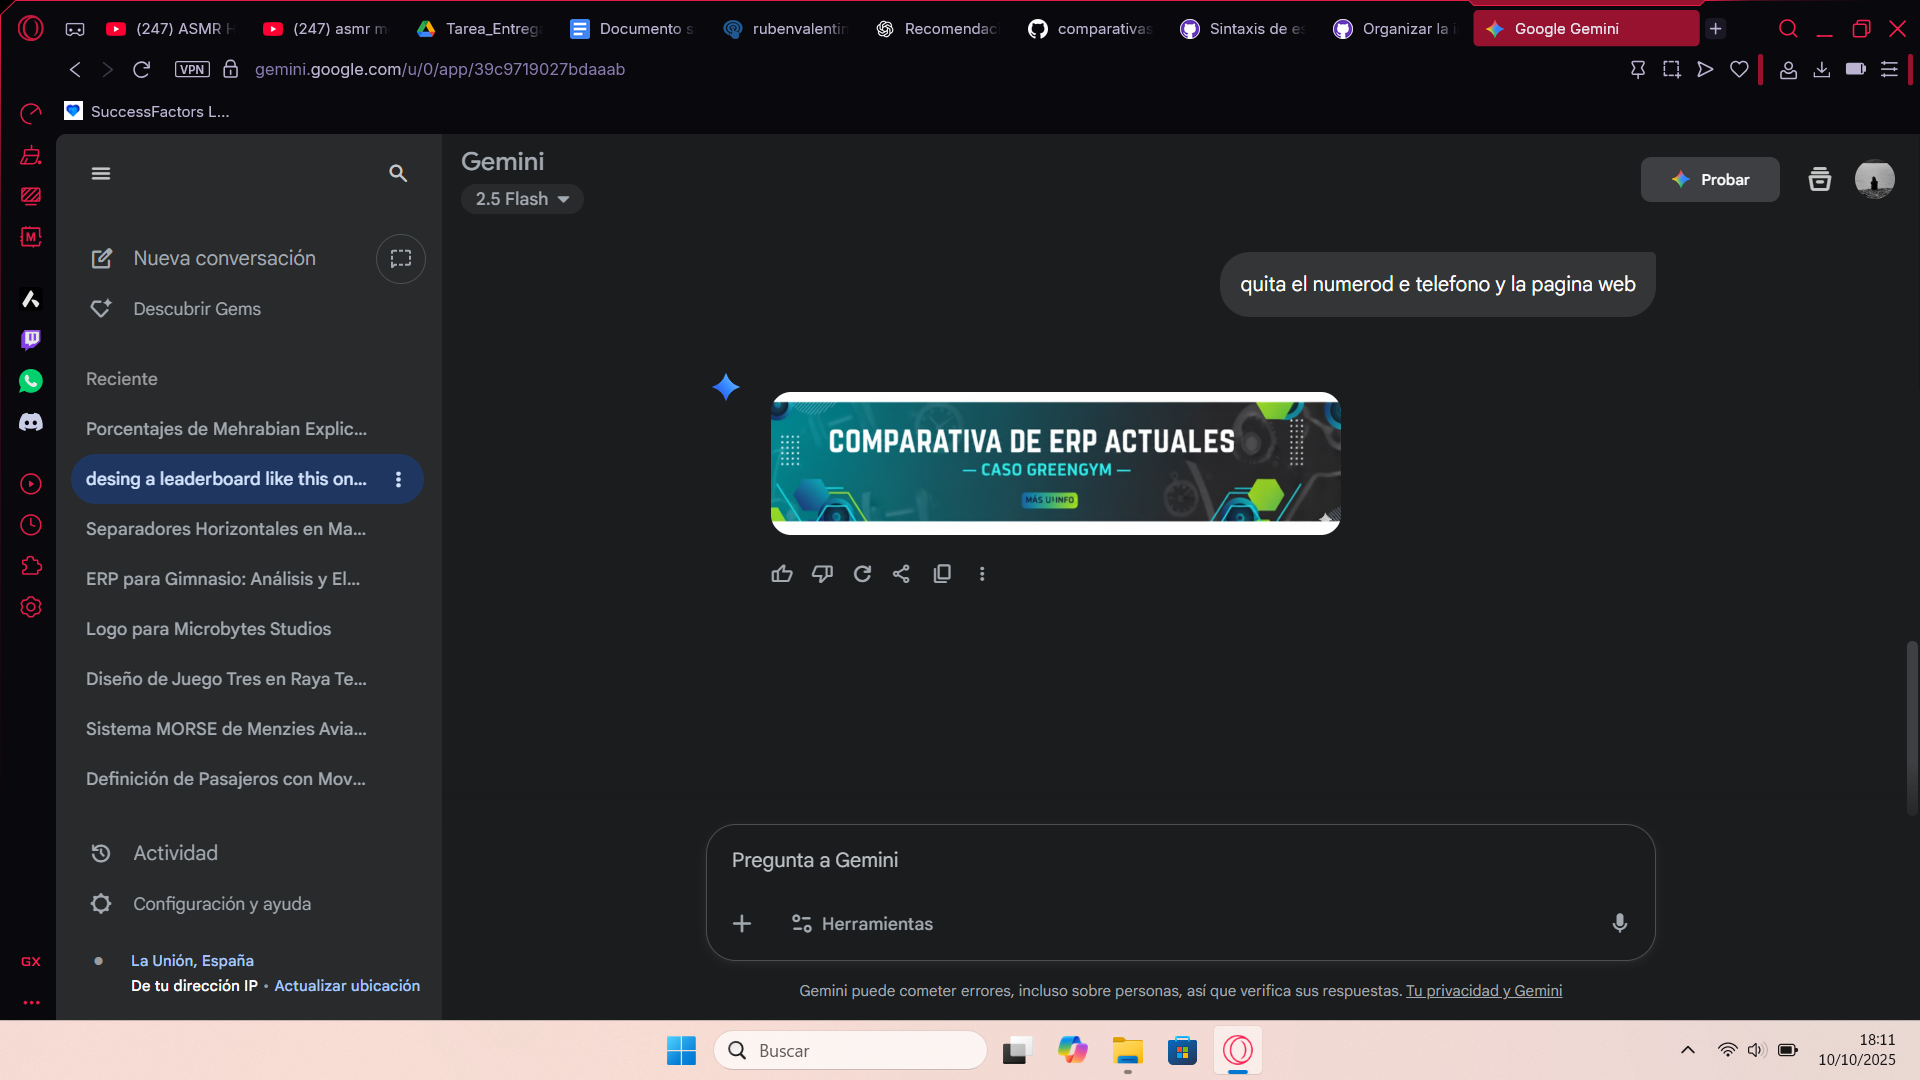 (247) ASMR
(247) asmr m
Tarea_Entreg
Documento s
rubenvalentin
Recomendac
comparativas
Sintaxis de es
Organizar la i
Google Gemini
VPN
gemini.google.com/u/0/app/39c9719027bdaaab
SuccessFactors L...
M
Gemini
2.5 Flash
Probar
Nueva conversación
Descubrir Gems
quita el numerod e telefono y la pagina web
Reciente
Porcentajes de Mehrabian Explic...
desing a leaderboard like this on...
Separadores Horizontales en Ma...
ERP para Gimnasio: Análisis y El...
Logo para Microbytes Studios
Diseño de Juego Tres en Raya Te...
Sistema MORSE de Menzies Avia...
Definición de Pasajeros con Mov...
COMPARATIVA DE ERP ACTUALES
— CASO GREENGYM —
Actividad
Configuración y ayuda
La Unión, España
De tu dirección IP • Actualizar ubicación
GX
Pregunta a Gemini
Herramientas
Gemini puede cometer errores, incluso sobre personas, así que verifica sus respuestas. Tu privacidad y Gemini
Buscar
18:11
10/10/2025